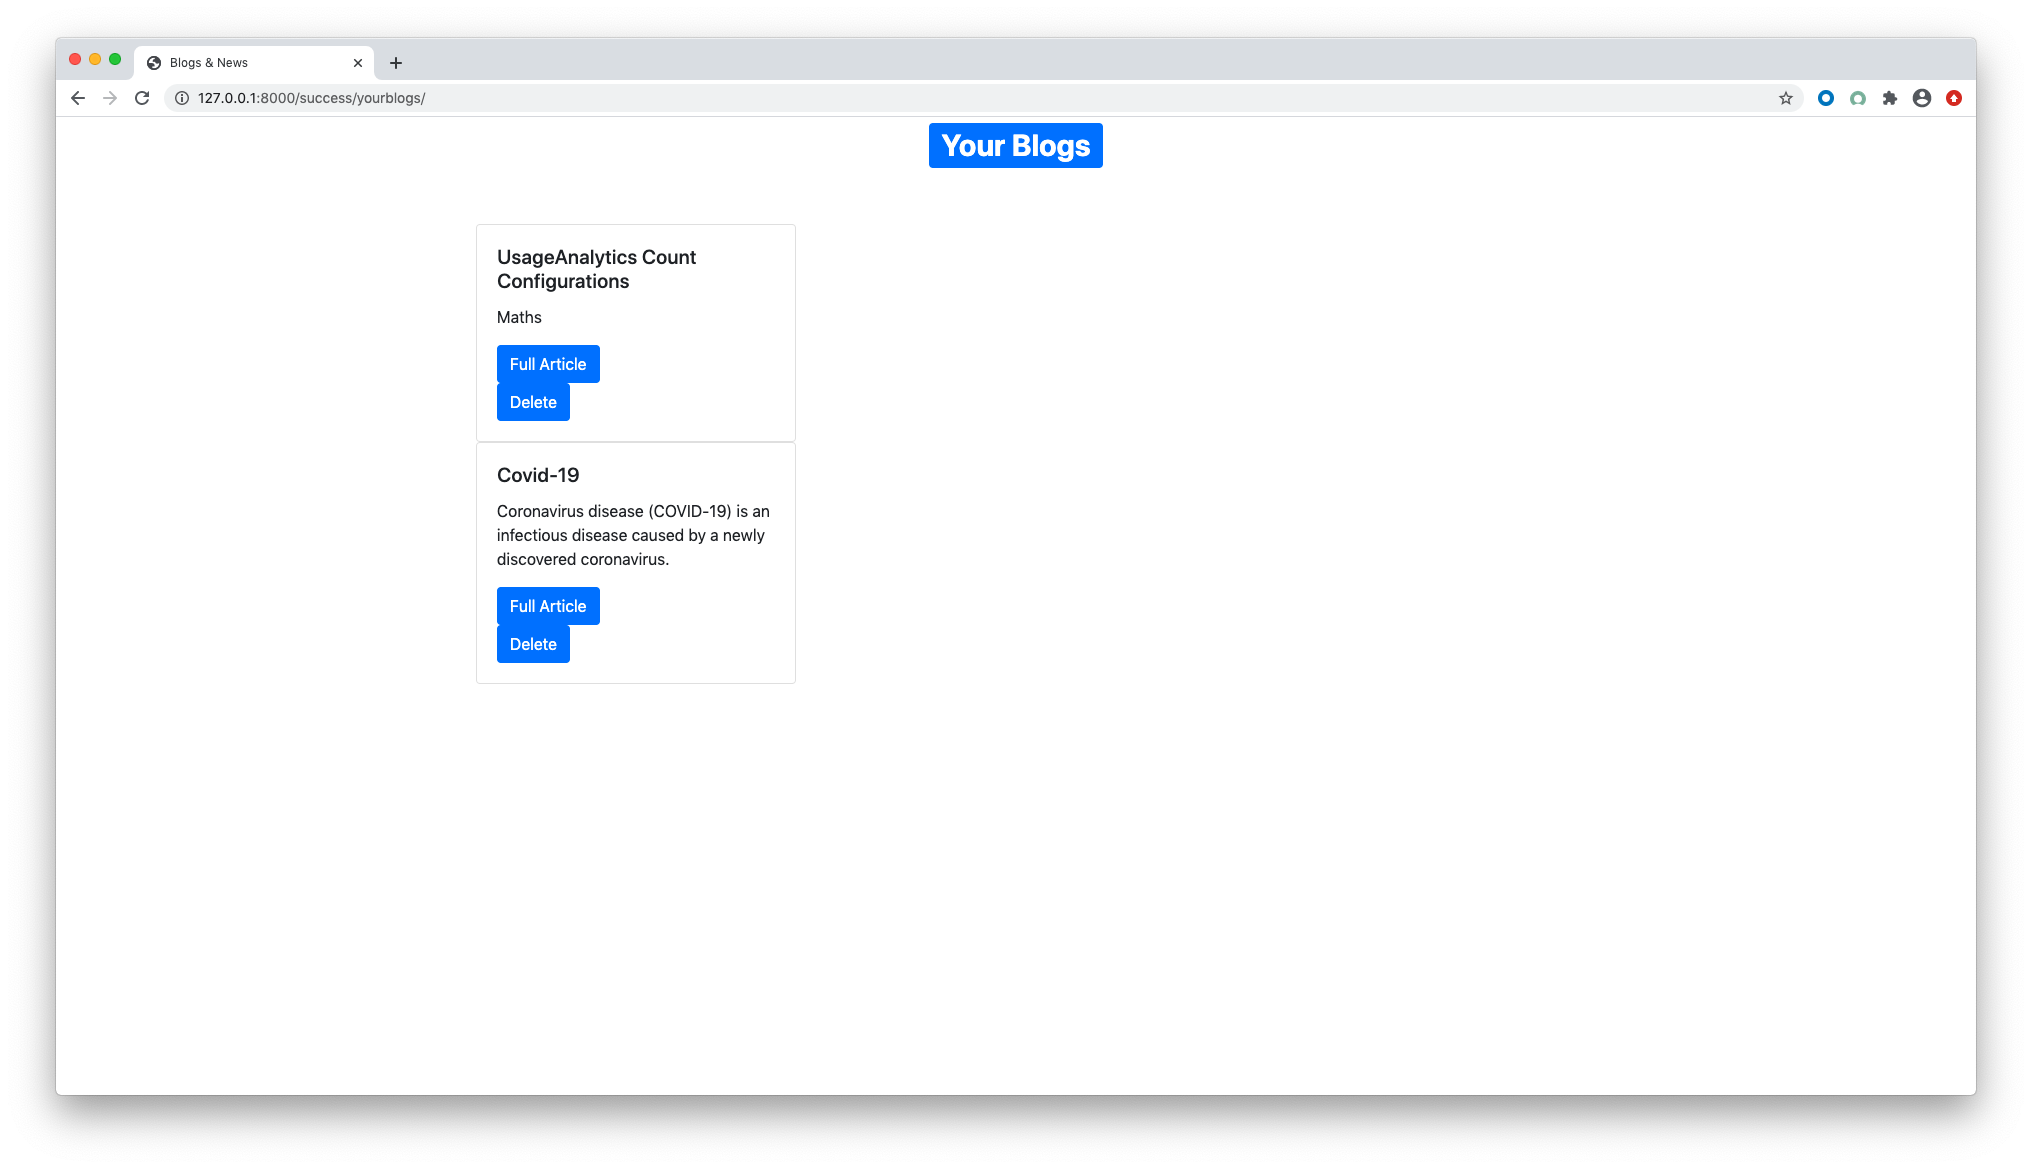 Blogs & News
127.0.0.1:8000/success/yourblogs/
Your Blogs
UsageAnalytics Count
Configurations
Maths
Full Article
Delete
Covid-19
Coronavirus disease (COVID-19) is an
infectious disease caused by a newly
discovered coronavirus.
Full Article
Delete